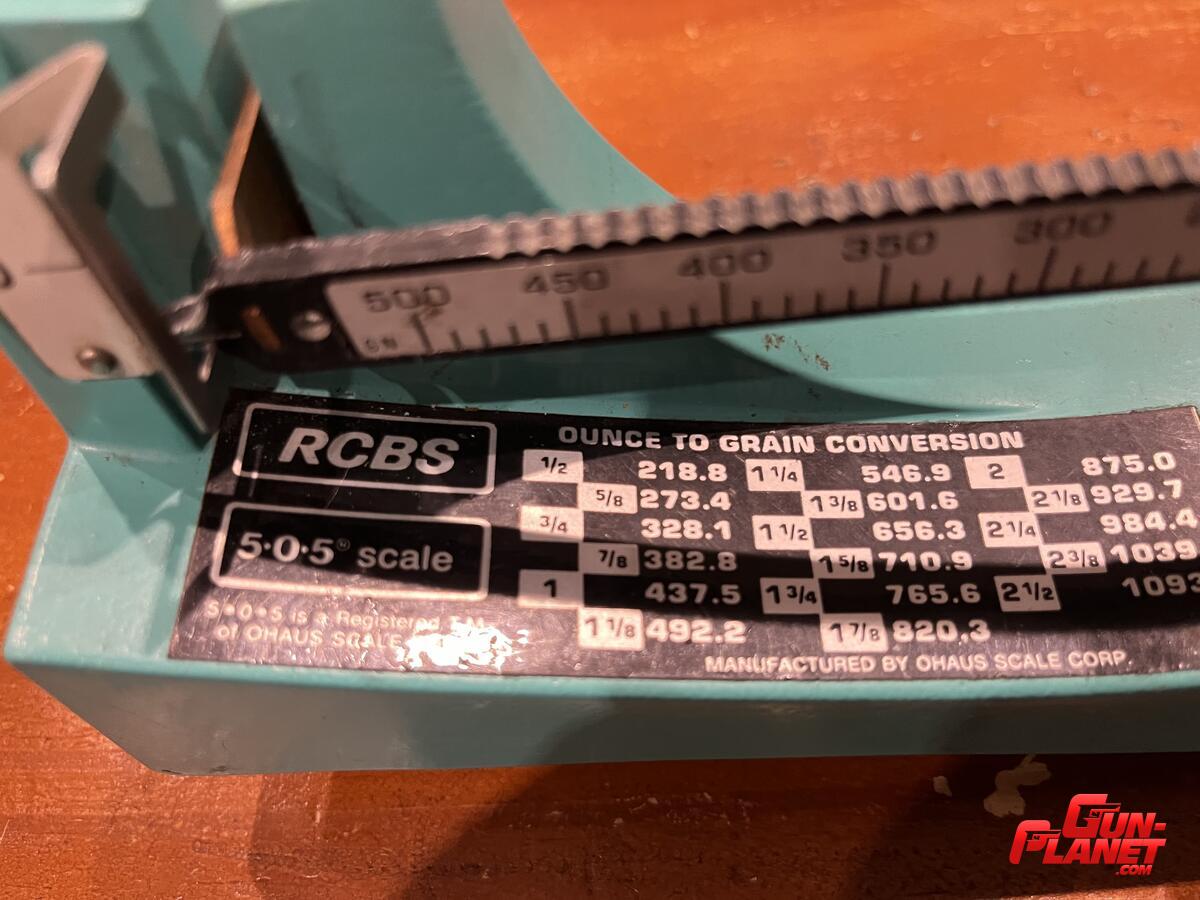 500 450 400 350 300
GN
RCBS
OUNCE TO GRAIN CONVERSION
1/2 218.8 1 1/4 546.9 2 875.0
5/8 273.4 1 3/8 601.6 2 1/8 929.7
3/4 328.1 1 1/2 656.3 2 1/4 984.4
7/8 382.8 1 5/8 710.9 2 3/8 1039
1 437.5 1 3/4 765.6 2 1/2 1093
1 1/8 492.2 1 7/8 820.3
5•0•5® scale
5•0•5 is a Registered T.M.
of OHAUS SCALE
MANUFACTURED BY OHAUS SCALE CORP.
GUN-
PLANET
.COM